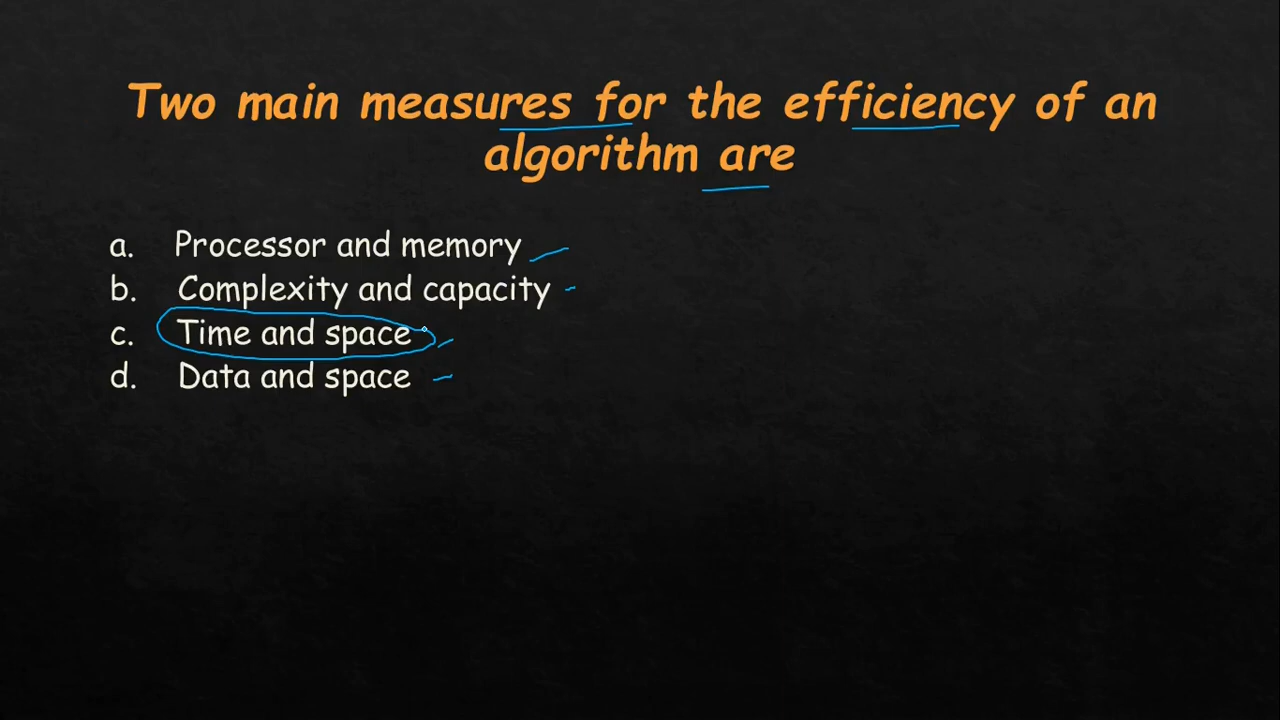 Two main measures for the efficiency of an
algorithm are
a. Processor and memory
b. Complexity and capacity
c. Time and space
d. Data and space